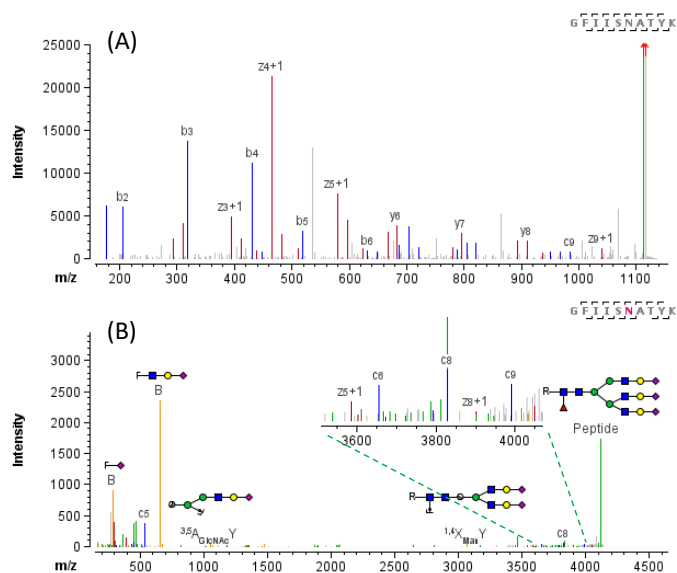 (A)
GFIISNATYK
Intensity
25000
20000
15000
10000
5000
0
b2
b3
z3+1
b4
z4+1
b5
z5+1
b6
y6
y7
y8
c9
z9+1
m/z
200
300
400
500
600
700
800
900
1000
1100
(B)
GFIISNATYK
Intensity
3000
2500
2000
1500
1000
500
0
B
B
c5
3,5AGlcNAcY
1,4XManY
c8
Peptide
R
R
z5+1
c6
c8
z8+1
c9
3600
3800
4000
m/z
500
1000
1500
2000
2500
3000
3500
4000
4500